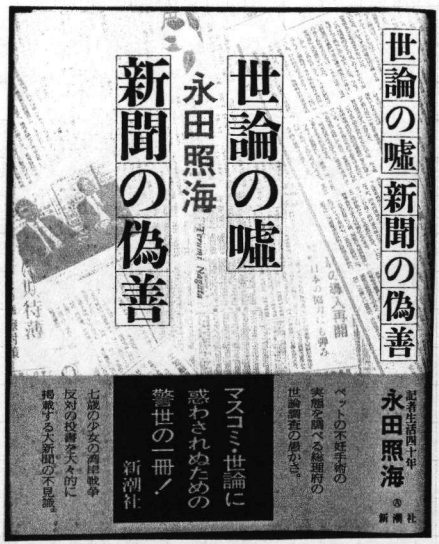 世論の嘘 新聞の偽善
世論の嘘
永田照海
Terumi Nagata
新聞の偽善
記者生活四十年
永田照海
新潮社
ペットの不妊手術の
実態を調べる総理府の
世論調査の愚かさ。
マスコミ・世論に
惑わされぬための
警世の一冊!
新潮社
七歳の少女の湾岸戦争
反対の投書を大々的に
掲載する大新聞の不見識。